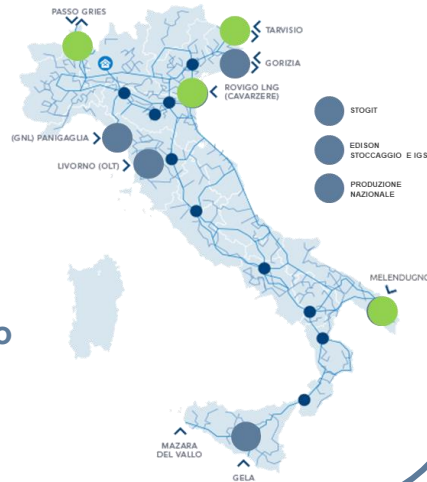 PASSO GRIES
TARVISIO
GORIZIA
ROVIGO LNG
(CAVARZERE)
STOGIT
(GNL) PANIGAGLIA
EDISON
STOCCAGGIO E IGS
LIVORNO (OLT)
PRODUZIONE
NAZIONALE
MELENDUGNO
o
MAZARA
DEL VALLO
GELA